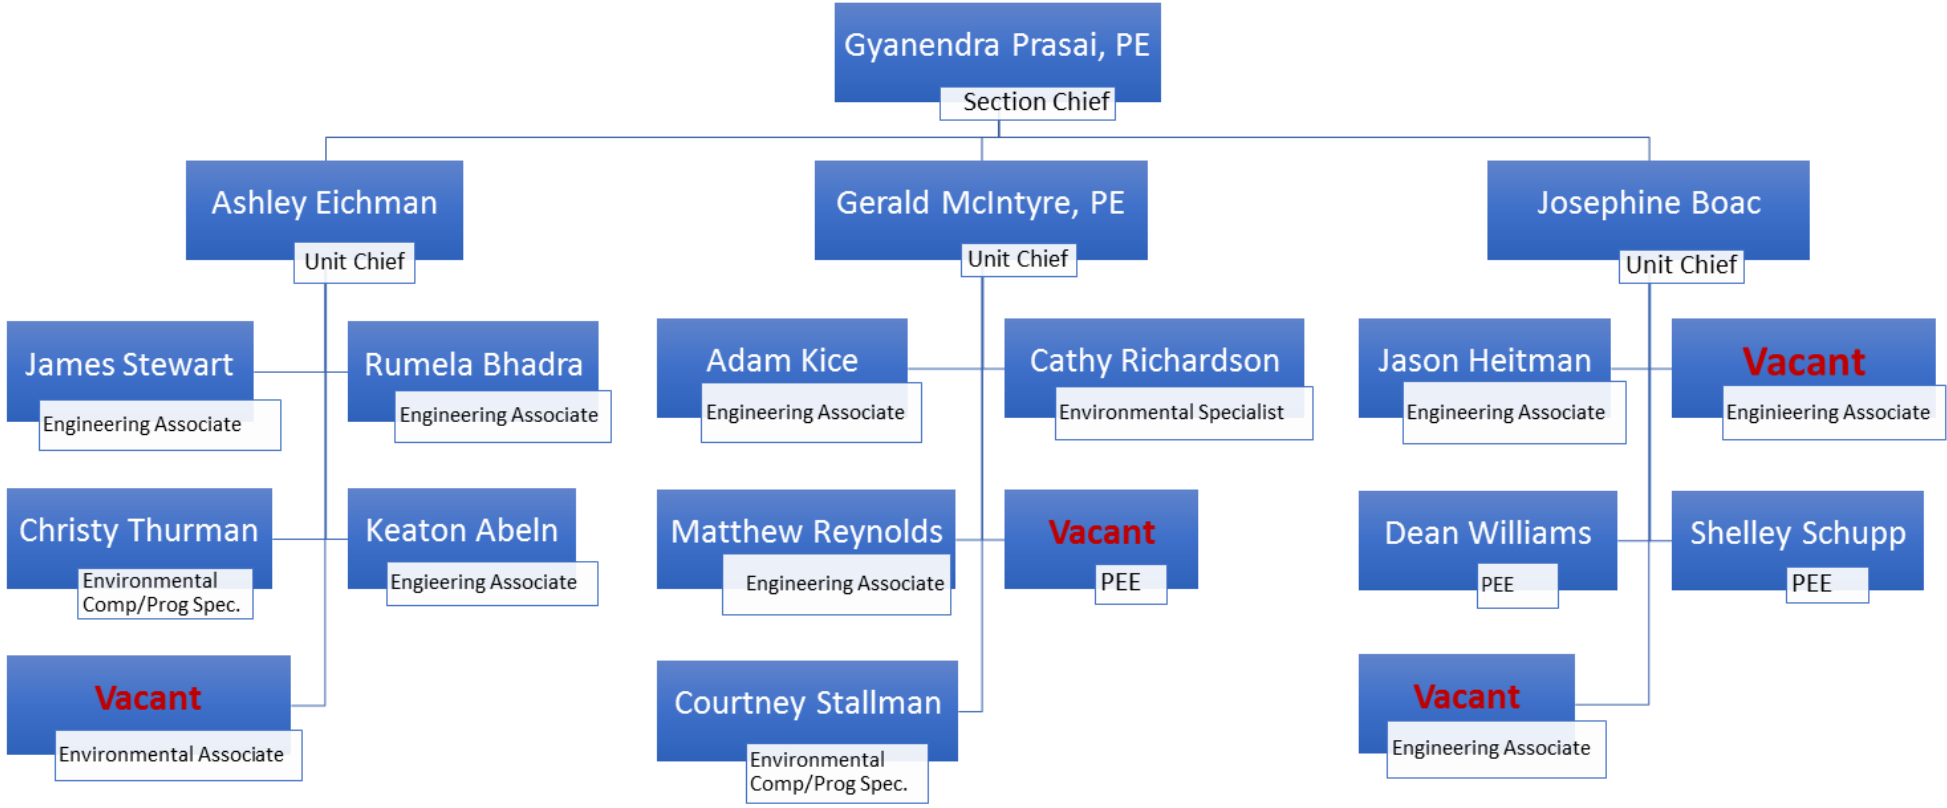 Gyanendra Prasai, PE
Section Chief
Ashley Eichman
Unit Chief
Gerald McIntyre, PE
Unit Chief
Josephine Boac
Unit Chief
James Stewart
Engineering Associate
Rumela Bhadra
Engineering Associate
Adam Kice
Engineering Associate
Cathy Richardson
Environmental Specialist
Jason Heitman
Engineering Associate
Vacant
Enginieering Associate
Christy Thurman
Environmental
Comp/Prog Spec.
Keaton Abeln
Engieering Associate
Matthew Reynolds
Engineering Associate
Vacant
PEE
Dean Williams
PEE
Shelley Schupp
PEE
Vacant
Environmental Associate
Courtney Stallman
Environmental
Comp/Prog Spec.
Vacant
Engineering Associate